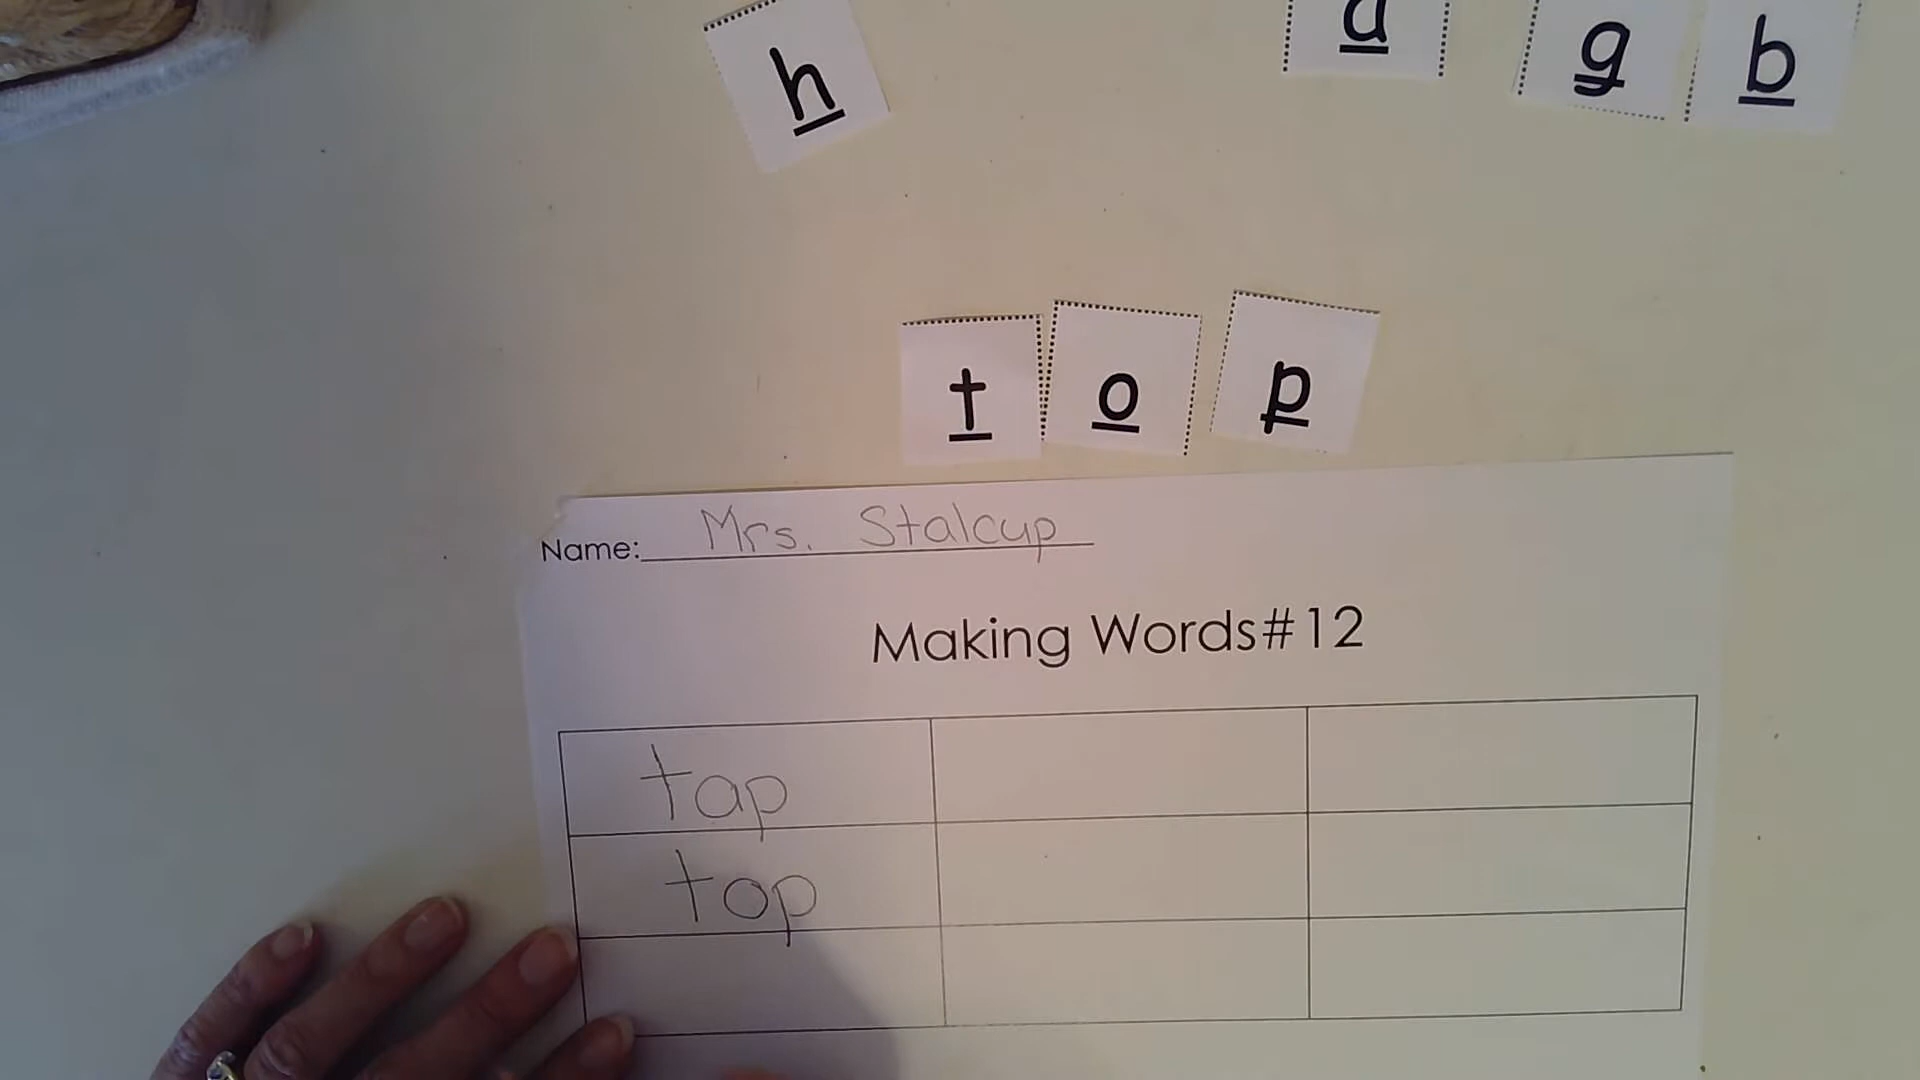 h
a g b
t o p
Name: Mrs. Stalcup
Making Words#12
tap
top